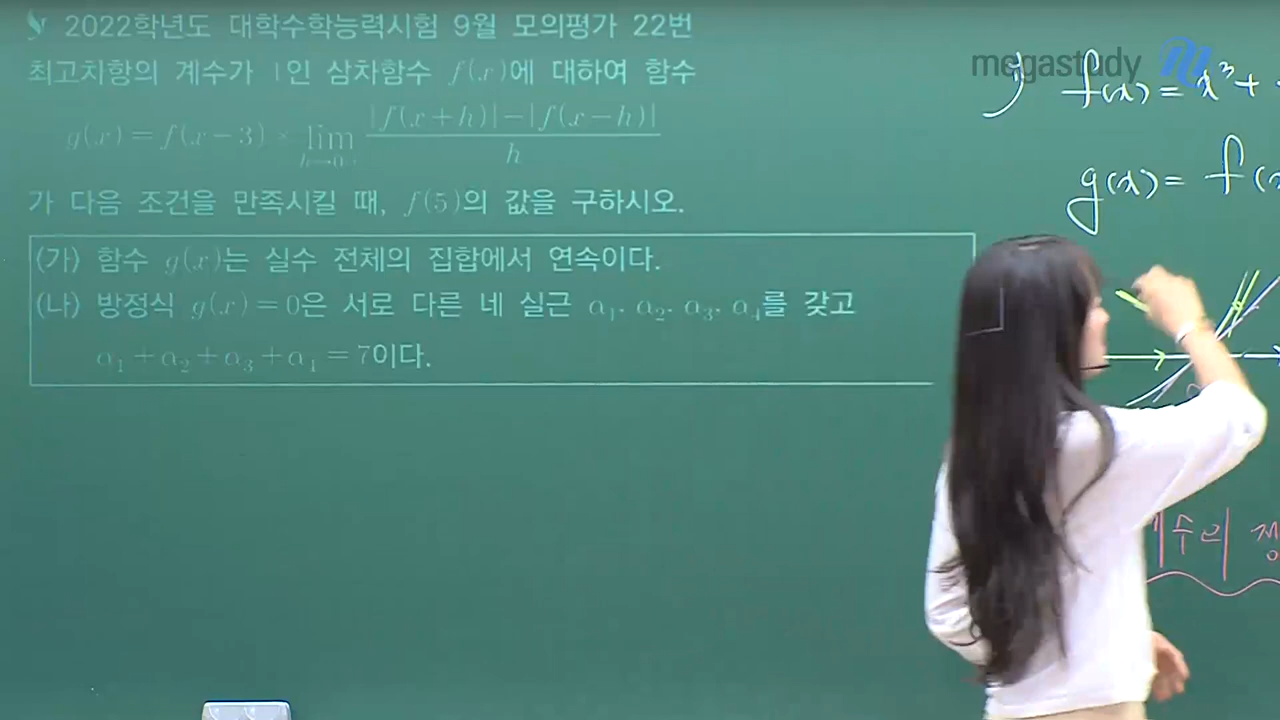 2022학년도 대학수학능력시험 9월 모의평가 22번
최고차항의 계수가 1인 삼차함수 f(x)에 대하여 함수
g(x) = f(x-3) × lim h→0+ |f(x+h)|-|f(x-h)| / h
가 다음 조건을 만족시킬 때, f(5)의 값을 구하시오.
(가) 함수 g(x)는 실수 전체의 집합에서 연속이다.
(나) 방정식 g(x)=0은 서로 다른 네 실근 α₁, α₂, α₃, α₄를 갖고
α₁+α₂+α₃+α₄=7이다.
megastudy
f(x)=x³+
g(x)=f(x